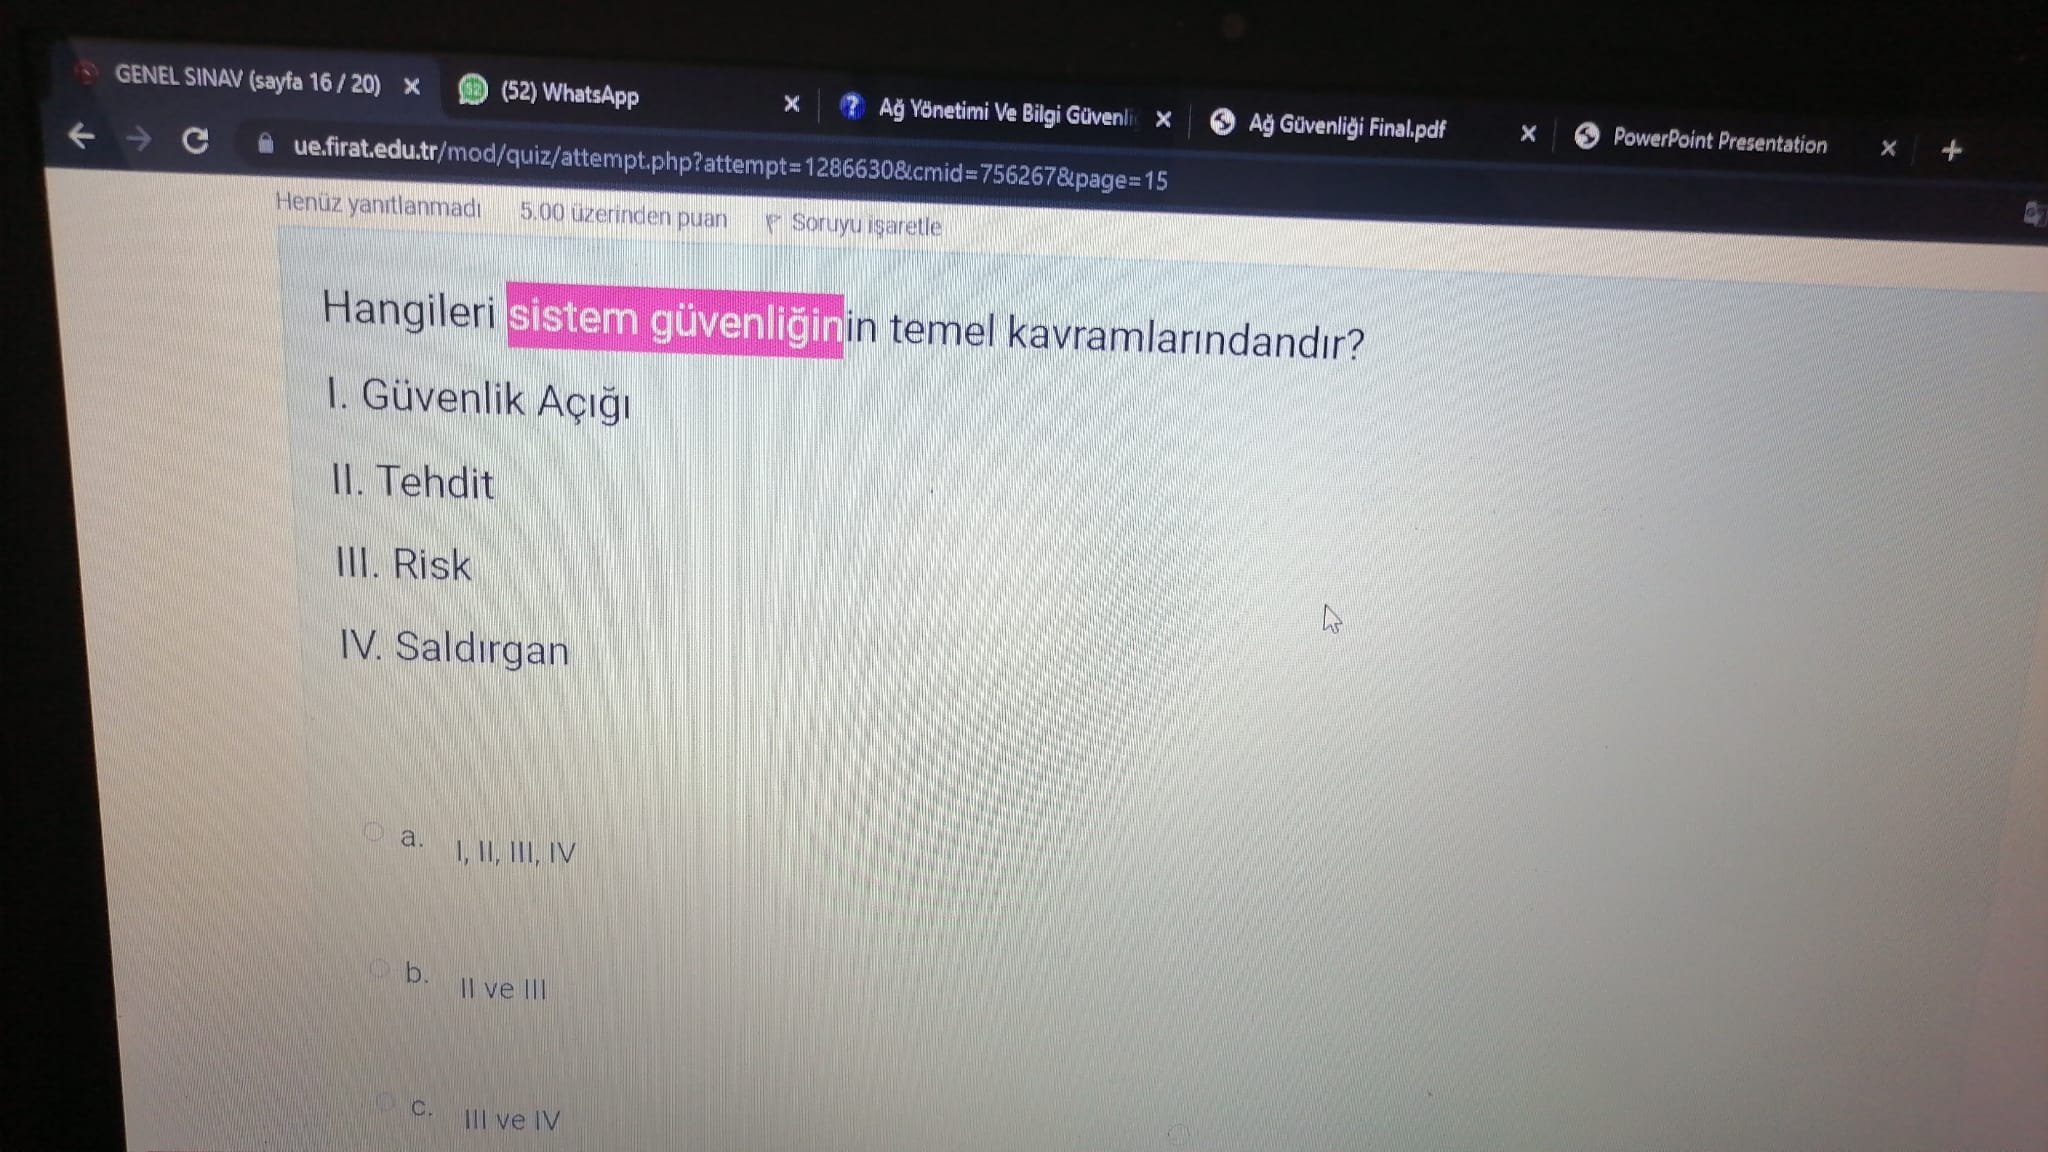 GENEL SINAV (sayfa 16 / 20)
(52) WhatsApp
Ağ Yönetimi Ve Bilgi Güvenli
Ağ Güvenliği Final.pdf
PowerPoint Presentation
ue.firat.edu.tr/mod/quiz/attempt.php?attempt=1286630&cmid=756267&page=15
Henüz yanıtlanmadı 5.00 üzerinden puan Soruyu işaretle
Hangileri sistem güvenliğinin temel kavramlarındandır?
I. Güvenlik Açığı
II. Tehdit
III. Risk
IV. Saldırgan
a. I, II, III, IV
b. II ve III
c. III ve IV